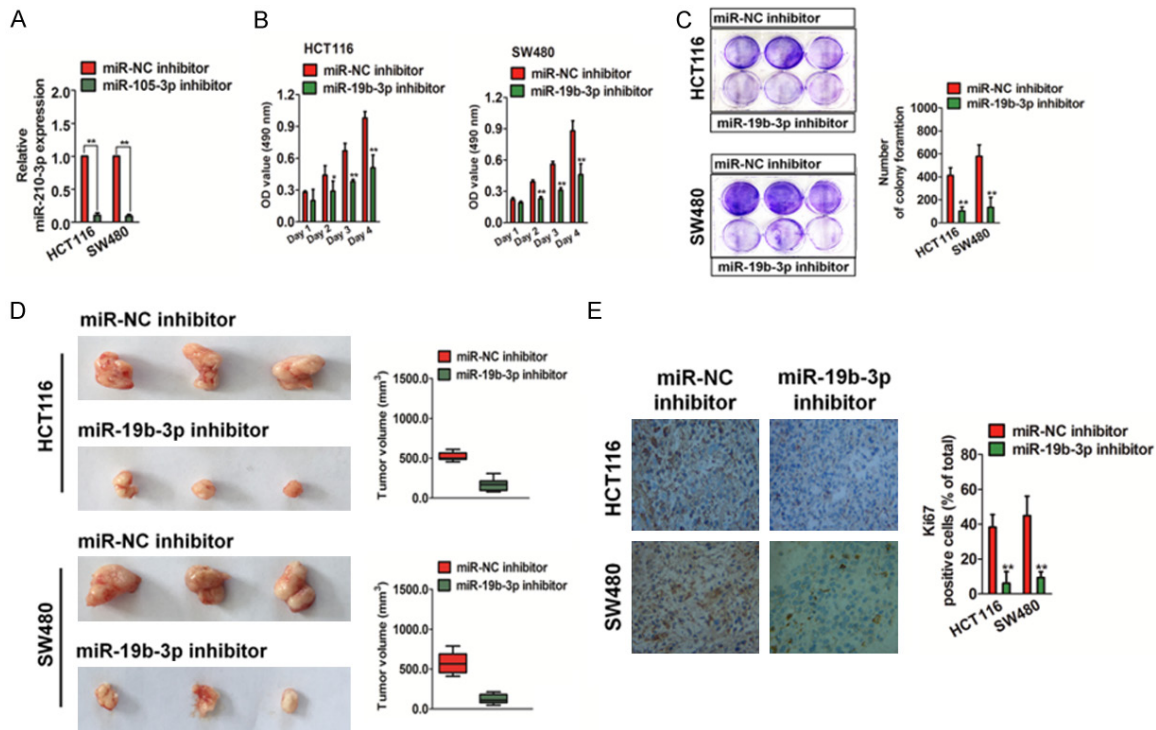 A
miR-NC inhibitor
miR-105-3p inhibitor
Relative
miR-210-3p expression
2.0
1.5
1.0
0.5
0.0
**
**
HCT116
SW480
B
HCT116
miR-NC inhibitor
miR-19b-3p inhibitor
OD value (490 nm)
1.2
0.9
0.6
0.3
0.0
*
**
**
Day 1
Day 2
Day 3
Day 4
SW480
miR-NC inhibitor
miR-19b-3p inhibitor
OD value (490 nm)
1.2
0.9
0.6
0.3
0.0
**
**
**
Day 1
Day 2
Day 3
Day 4
C
miR-NC inhibitor
HCT116
miR-19b-3p inhibitor
miR-NC inhibitor
SW480
miR-19b-3p inhibitor
miR-NC inhibitor
miR-19b-3p inhibitor
Number
of colony foramtion
1000
800
600
400
200
0
**
**
HCT116
SW480
D
miR-NC inhibitor
HCT116
miR-19b-3p inhibitor
miR-NC inhibitor
miR-19b-3p inhibitor
Tumor volume (mm³)
1500.0
1000.0
500.0
0.0
miR-NC inhibitor
SW480
miR-19b-3p inhibitor
miR-NC inhibitor
miR-19b-3p inhibitor
Tumor volume (mm³)
1500.0
1000.0
500.0
0.0
E
miR-NC
inhibitor
miR-19b-3p
inhibitor
HCT116
SW480
miR-NC inhibitor
miR-19b-3p inhibitor
Ki67
positive cells (% of total)
80
60
40
20
0
**
**
HCT116
SW480